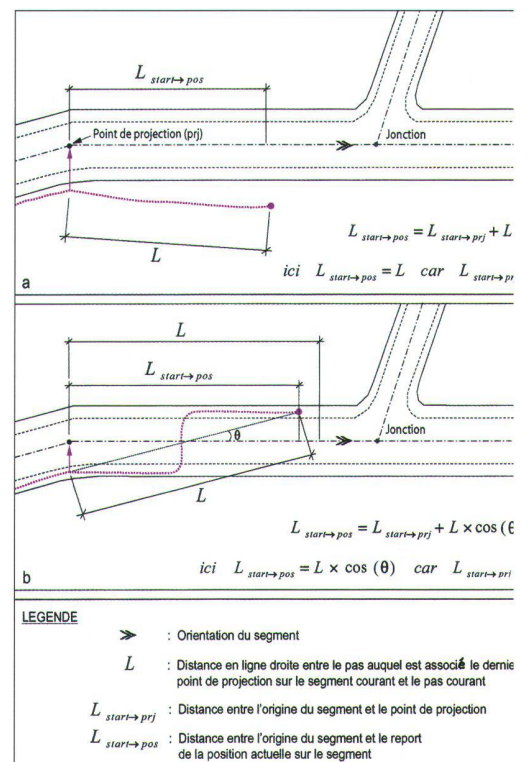 L start→pos
Point de projection (prj)
Jonction
L
L start→pos = L start→prj + L
a
ici L start→pos = L car L
L
L start→pos
θ
Jonction
L
L start→pos = L start→prj + L × cos (θ
b
ici L start→pos = L × cos (θ) car L
LEGENDE
: Orientation du segment
L : Distance en ligne droite entre le pas auquel est associé le
point de projection sur le segment courant et le pas courant
L start→prj : Distance entre l'origine du segment et le point de projection
L start→pos : Distance entre l'origine du segment et le report
de la position actuelle sur le segment